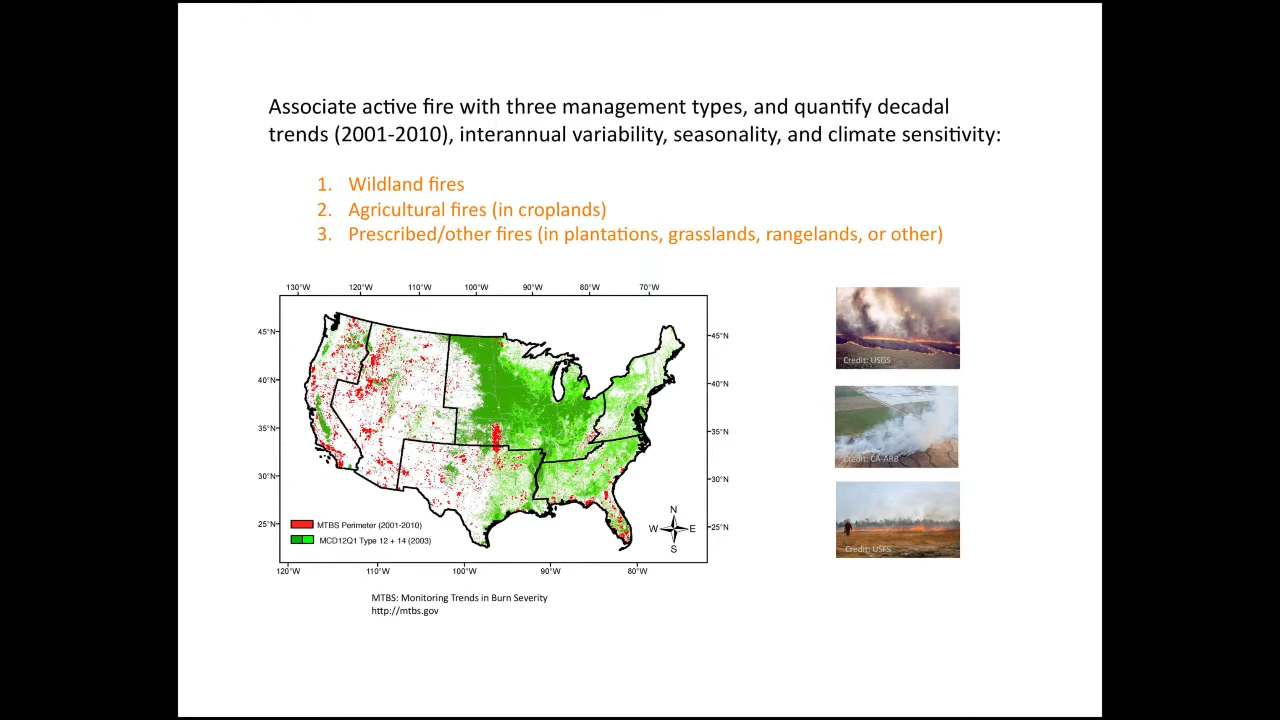 Associate active fire with three management types, and quantify decadal
trends (2001-2010), interannual variability, seasonality, and climate sensitivity:
1. Wildland fires
2. Agricultural fires (in croplands)
3. Prescribed/other fires (in plantations, grasslands, rangelands, or other)
130°W 120°W 110°W 100°W 90°W 80°W 70°W
45°N 45°N
40°N 40°N
35°N 35°N
30°N 30°N
25°N 25°N
N
W E
S
MTBS Perimeter (2001-2010)
MCD12Q1 Type 12 + 14 (2003)
120°W 110°W 100°W 90°W 80°W
MTBS: Monitoring Trends in Burn Severity
http://mtbs.gov
Credit: USGS
Credit: CA-ARB
Credit: USFS